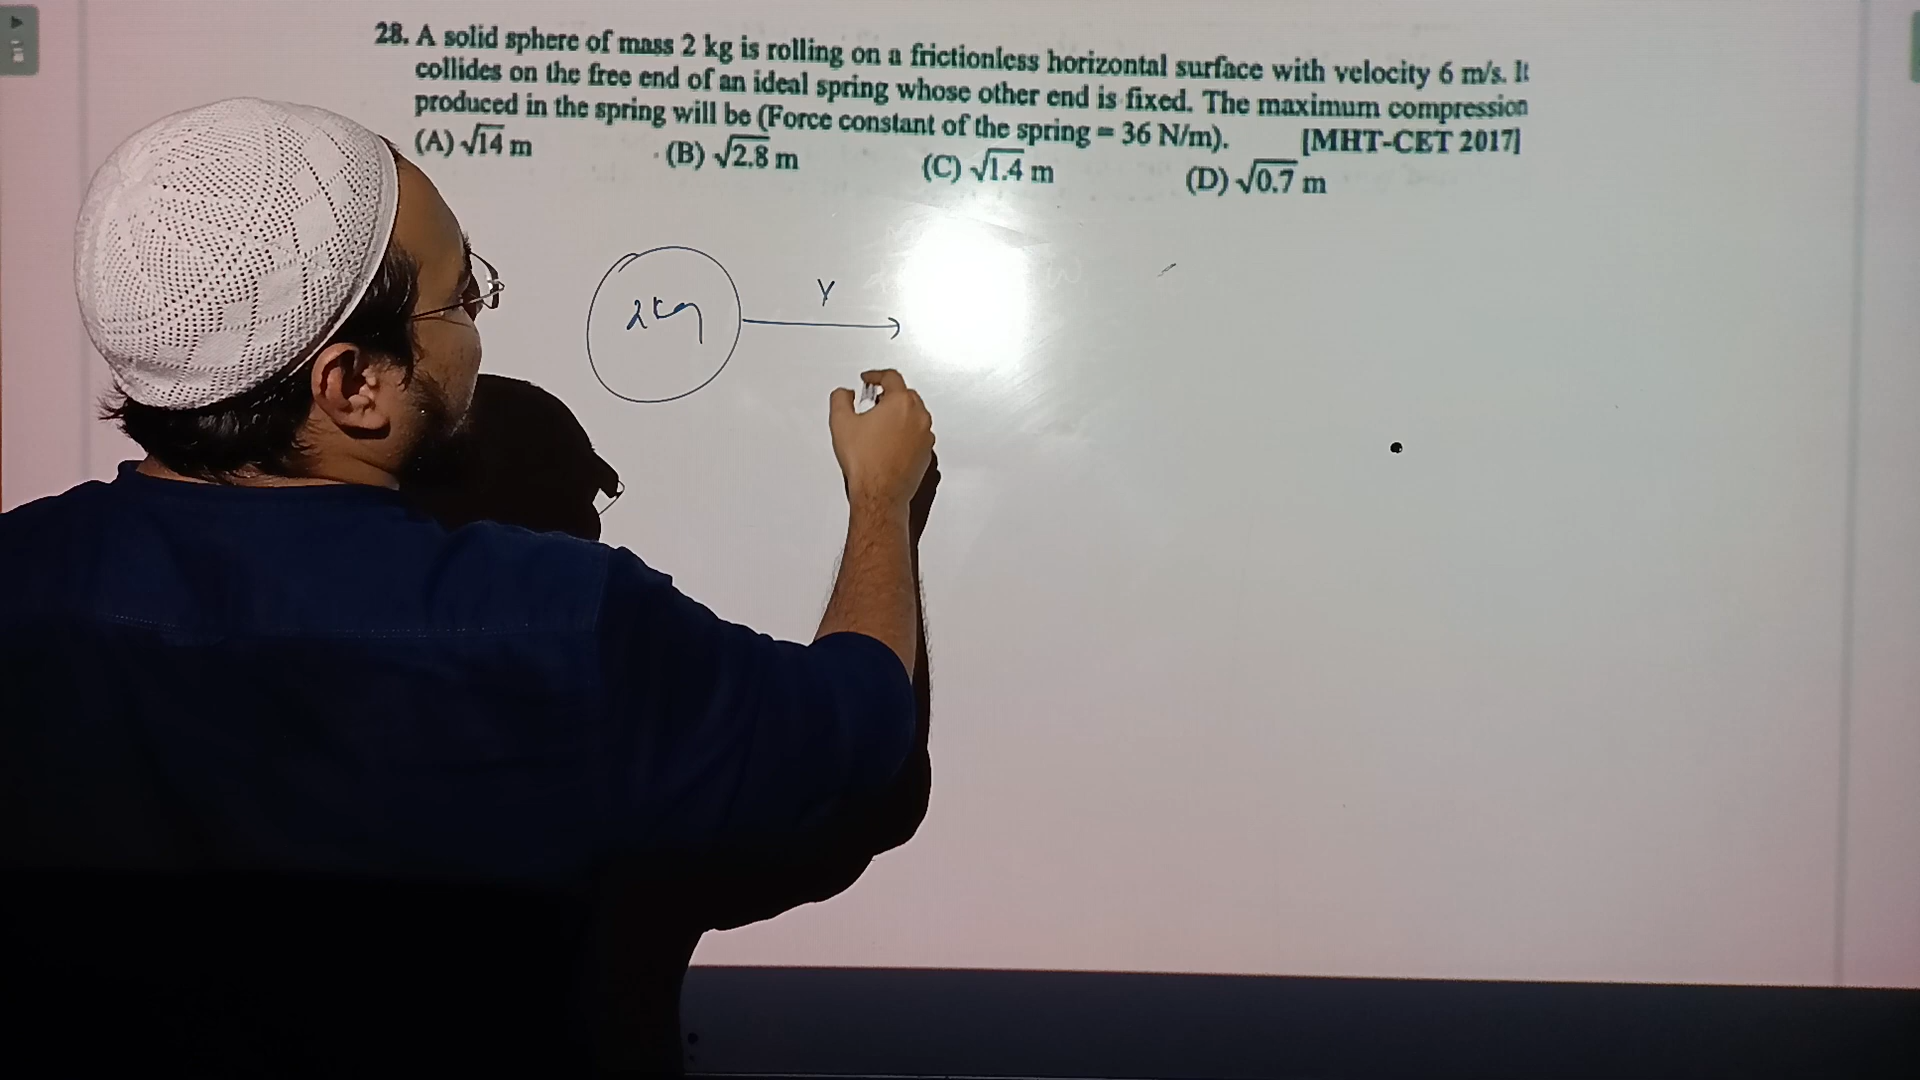 28. A solid sphere of mass 2 kg is rolling on a frictionless horizontal surface with velocity 6 m/s. It
collides on the free end of an ideal spring whose other end is fixed. The maximum compression
produced in the spring will be (Force constant of the spring = 36 N/m). [MHT-CET 2017]
(A) √14 m (B) √2.8 m (C) √1.4 m (D) √0.7 m
2kg